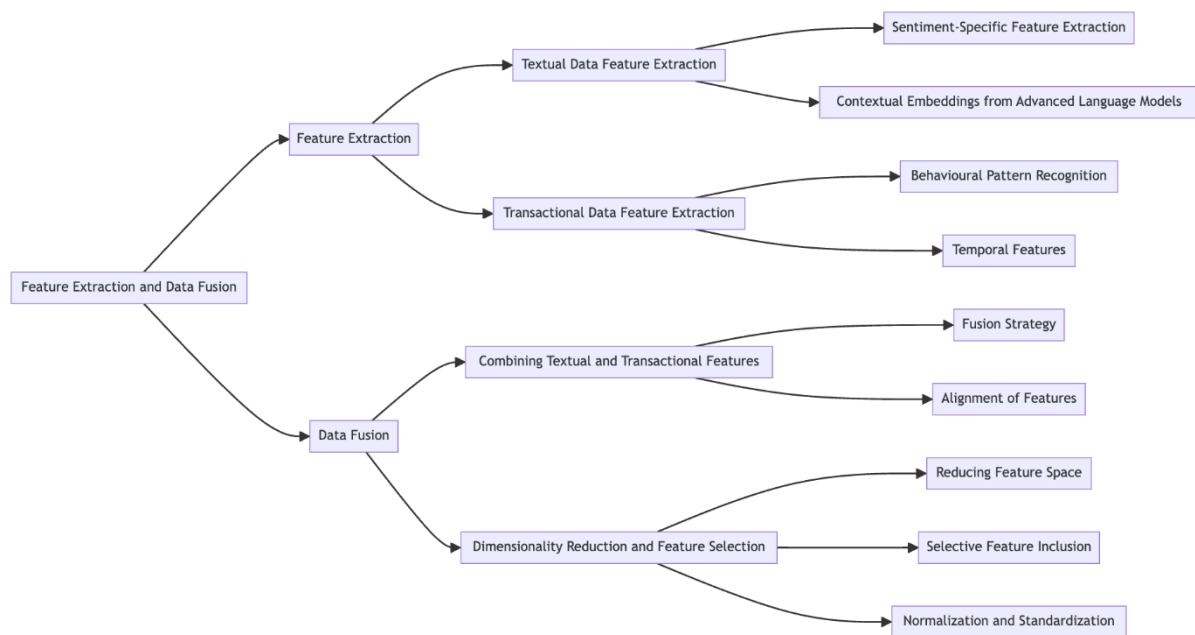 Sentiment-Specific Feature Extraction
Textual Data Feature Extraction
Contextual Embeddings from Advanced Language Models
Feature Extraction
Behavioural Pattern Recognition
Transactional Data Feature Extraction
Temporal Features
Feature Extraction and Data Fusion
Fusion Strategy
Combining Textual and Transactional Features
Alignment of Features
Data Fusion
Reducing Feature Space
Dimensionality Reduction and Feature Selection
Selective Feature Inclusion
Normalization and Standardization